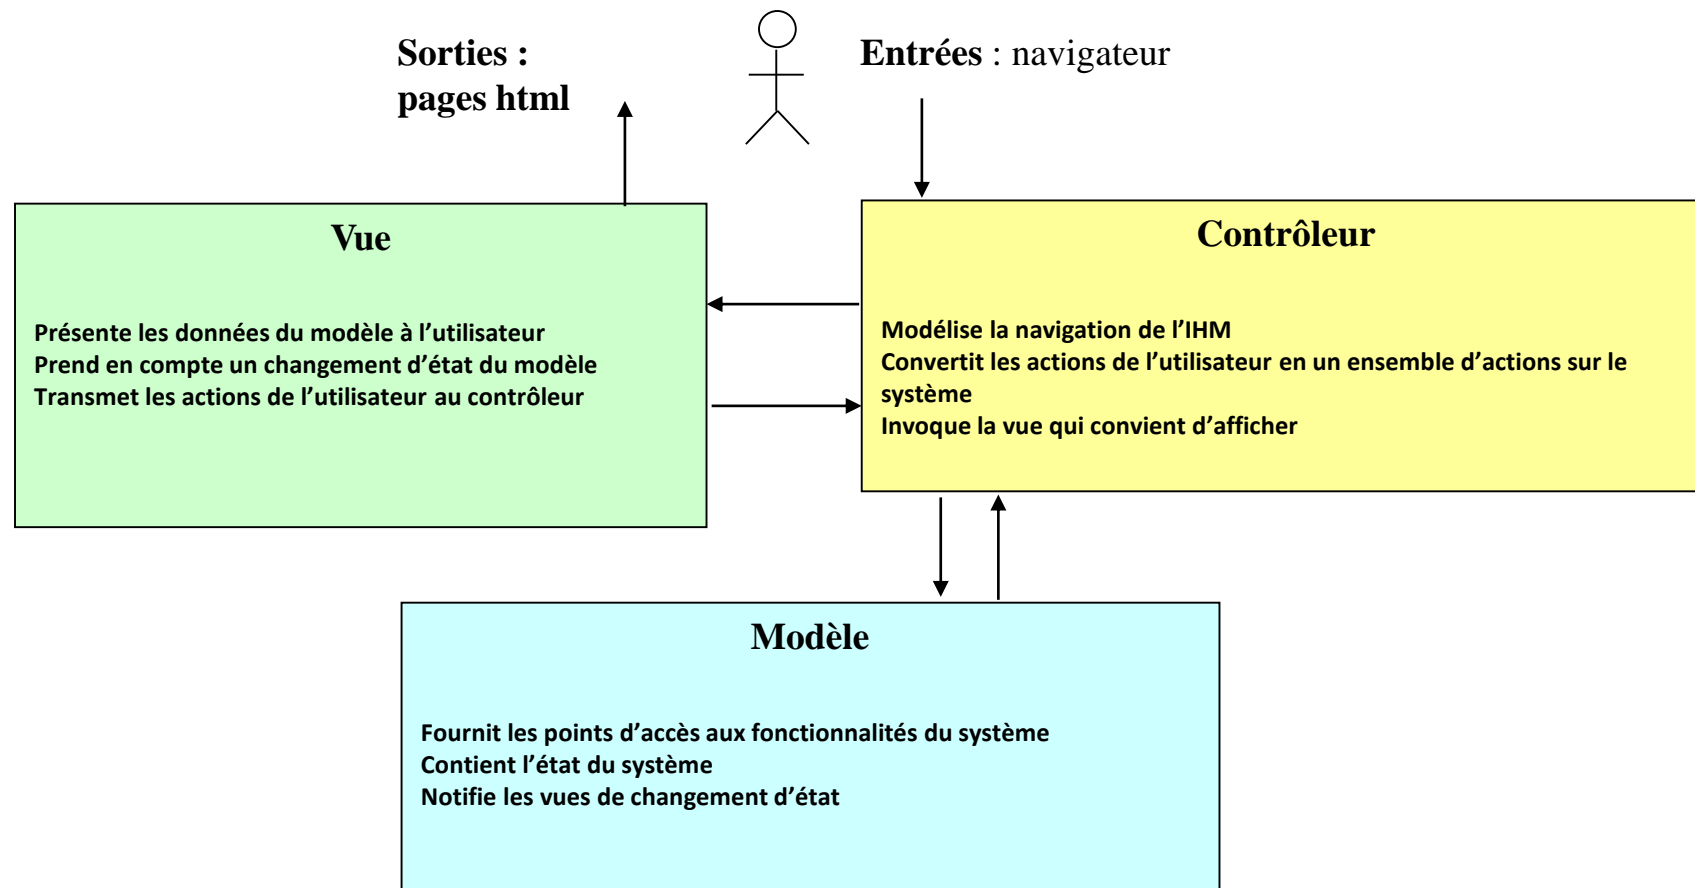 Sorties :
pages html
Entrées : navigateur
Vue
Présente les données du modèle à l’utilisateur
Prend en compte un changement d’état du modèle
Transmet les actions de l’utilisateur au contrôleur
Contrôleur
Modélise la navigation de l’IHM
Convertit les actions de l’utilisateur en un ensemble d’actions sur le
système
Invoque la vue qui convient d’afficher
Modèle
Fournit les points d’accès aux fonctionnalités du système
Contient l’état du système
Notifie les vues de changement d’état